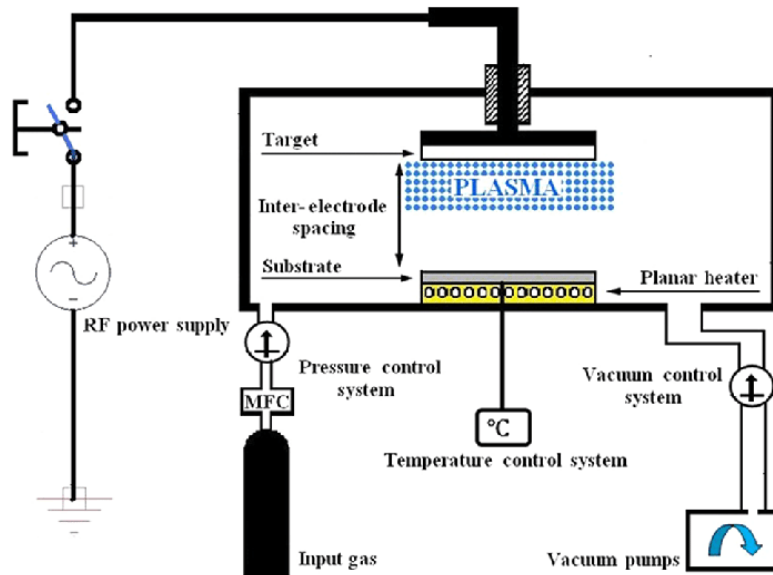 Target
PLASMA
Inter-electrode
spacing
Substrate
Planar heater
+
-
RF power supply
Pressure control
system
Vacuum control
system
MFC
°C
Temperature control system
Input gas
Vacuum pumps